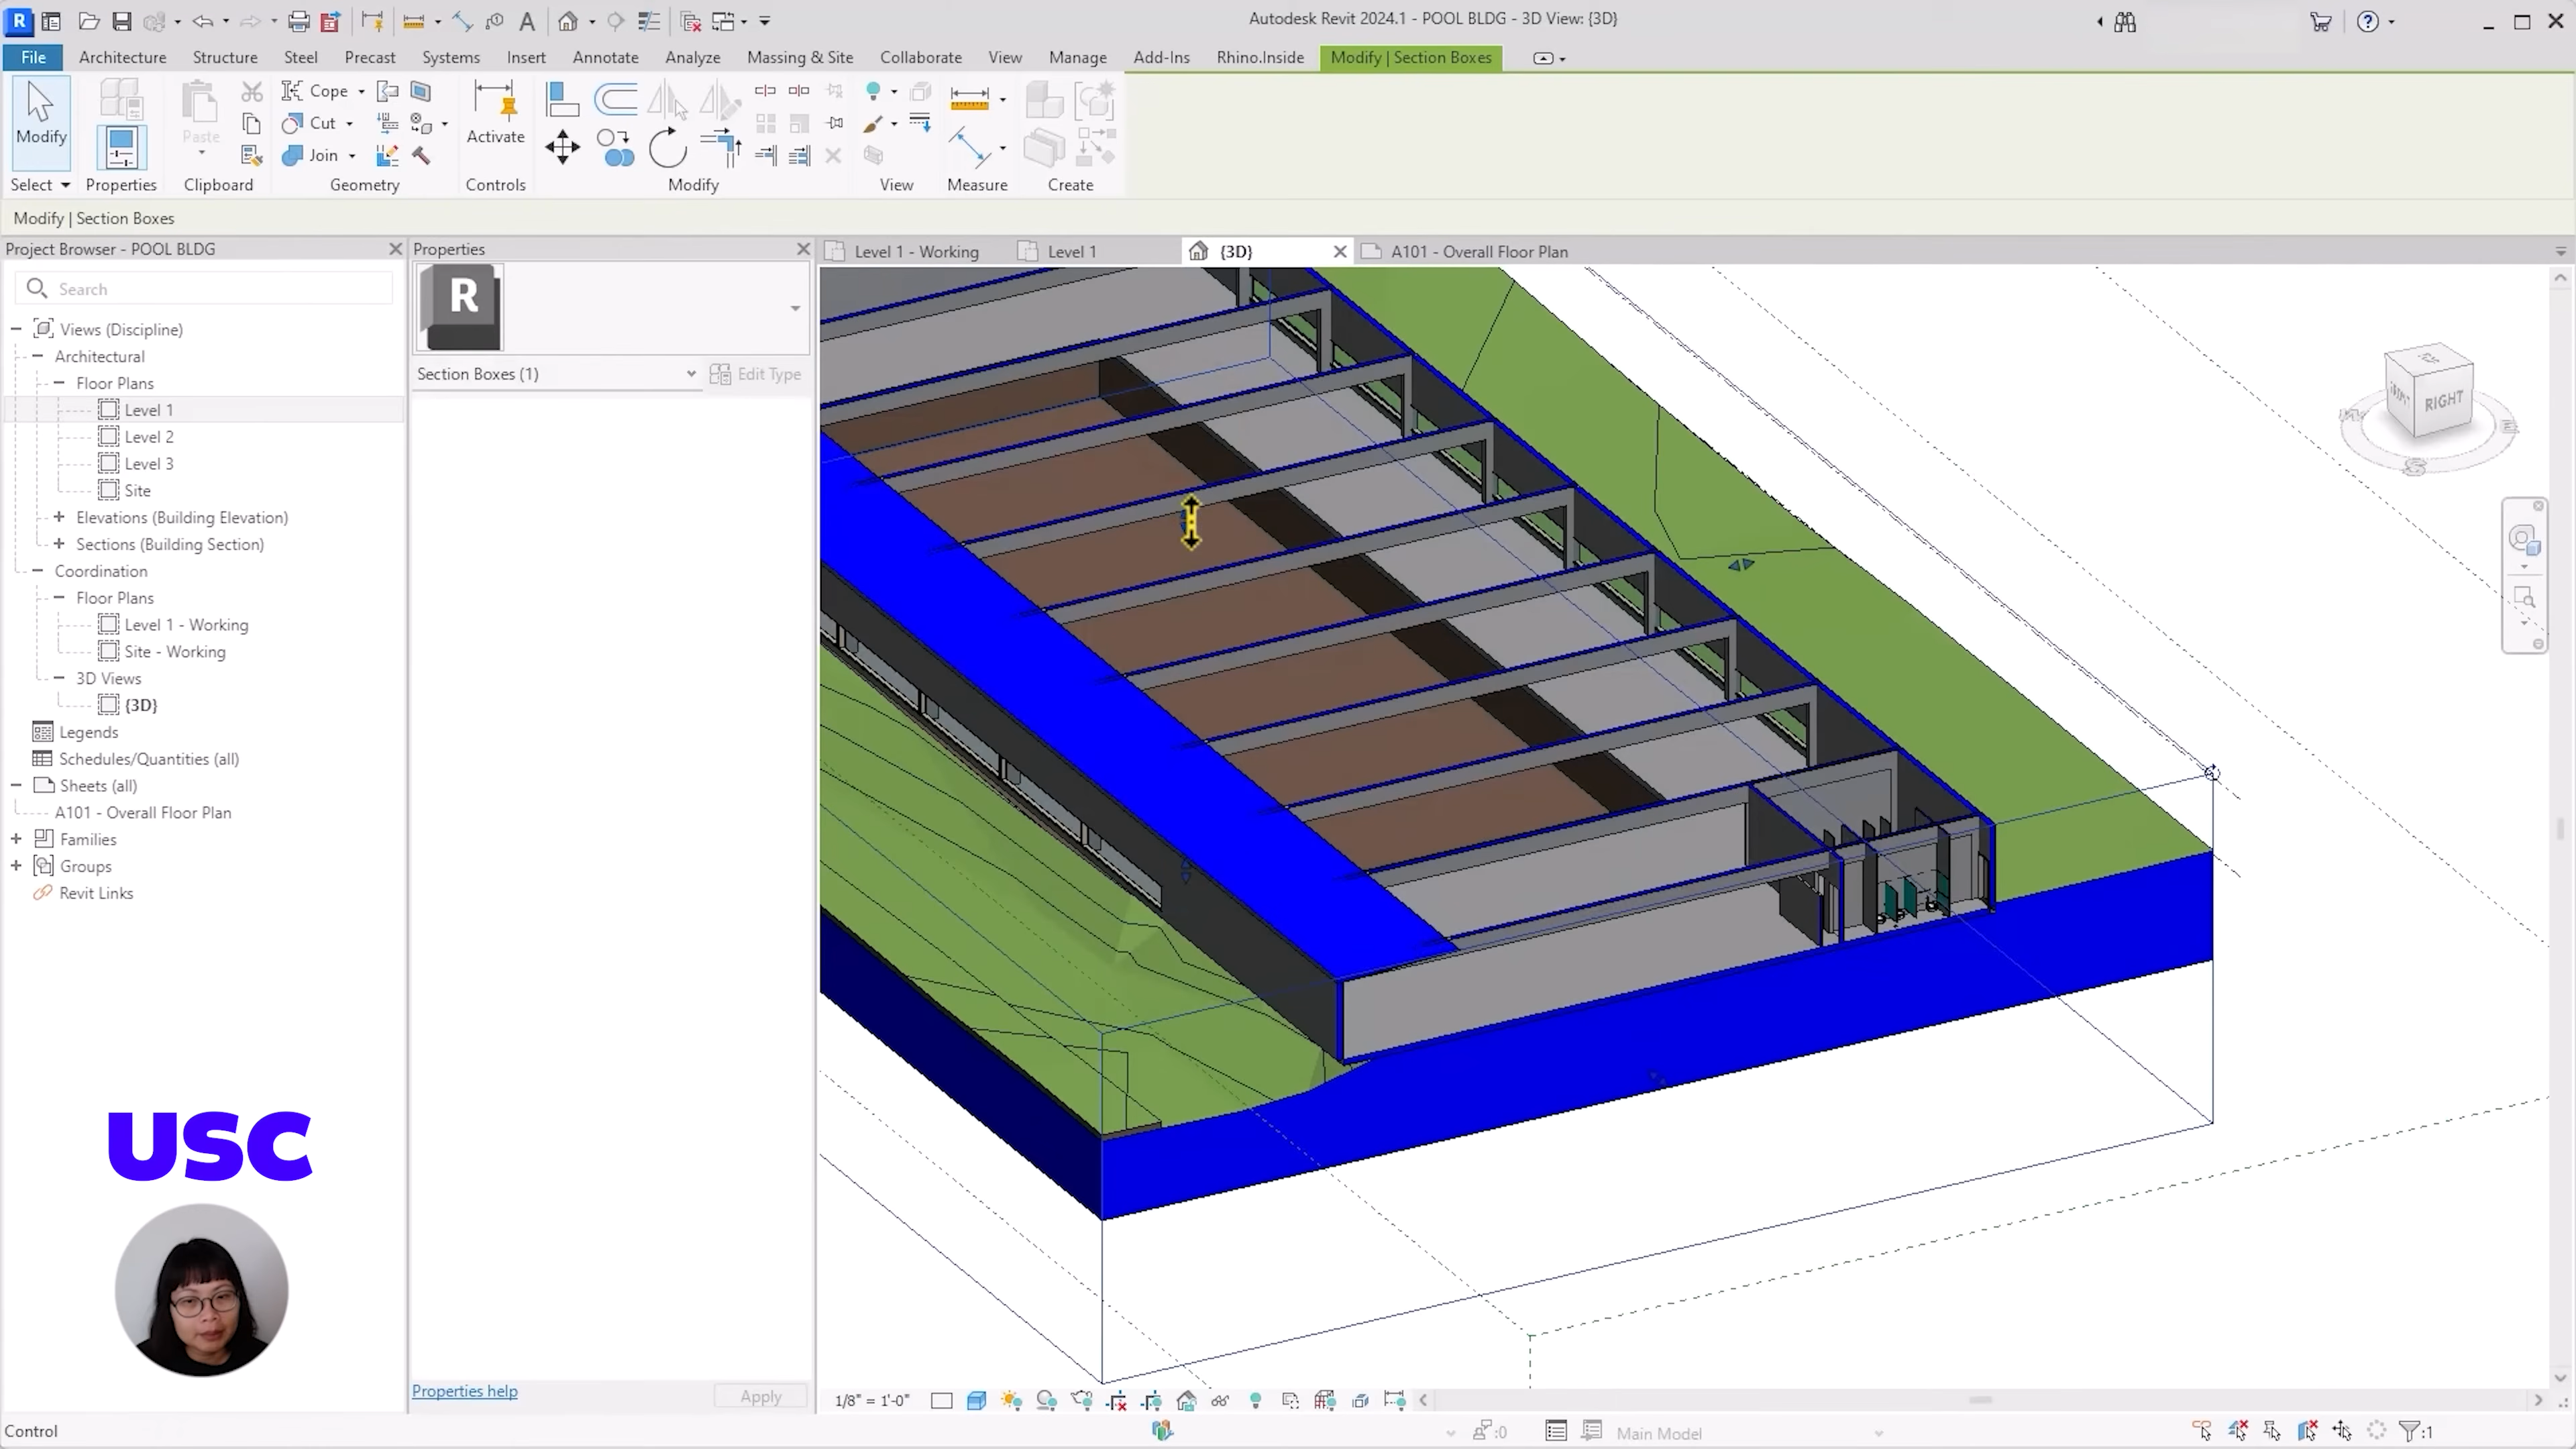 Autodesk Revit 2024.1 - POOL BLDG - 3D View: {3D}
File Architecture Structure Steel Precast Systems Insert Annotate Analyze Massing & Site Collaborate View Manage Add-Ins Rhino.Inside Modify | Section Boxes
Modify
Paste
Cope
Cut
Join
Activate
Select Properties Clipboard Geometry Controls Modify View Measure Create
Modify | Section Boxes
Project Browser - POOL BLDG
Search
Views (Discipline)
Architectural
Floor Plans
Level 1
Level 2
Level 3
Site
Elevations (Building Elevation)
Sections (Building Section)
Coordination
Floor Plans
Level 1 - Working
Site - Working
3D Views
{3D}
Legends
Schedules/Quantities (all)
Sheets (all)
A101 - Overall Floor Plan
Families
Groups
Revit Links
USC
Properties
R
Section Boxes (1)
Edit Type
Properties help
Apply
Level 1 - Working Level 1 {3D} A101 - Overall Floor Plan
RIGHT
S
1/8" = 1'-0"
Control
:0
Main Model
:1